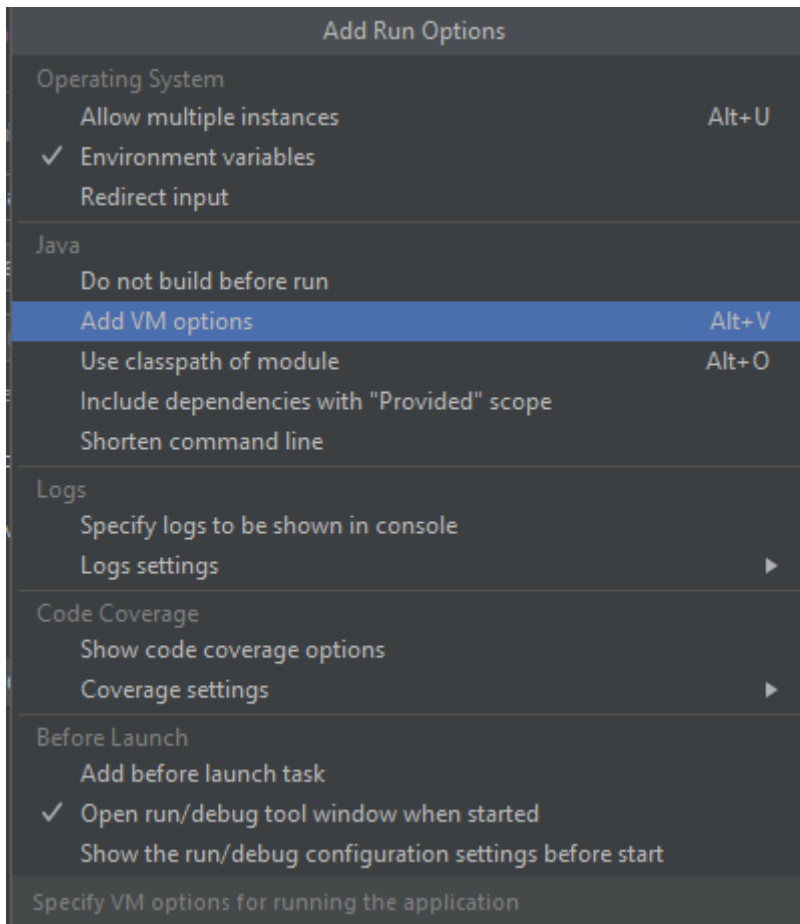 Add Run Options
Operating System
Allow multiple instances Alt+U
Environment variables
Redirect input
Java
Do not build before run
Add VM options Alt+V
Use classpath of module Alt+O
Include dependencies with "Provided" scope
Shorten command line
Logs
Specify logs to be shown in console
Logs settings
Code Coverage
Show code coverage options
Coverage settings
Before Launch
Add before launch task
Open run/debug tool window when started
Show the run/debug configuration settings before start
Specify VM options for running the application